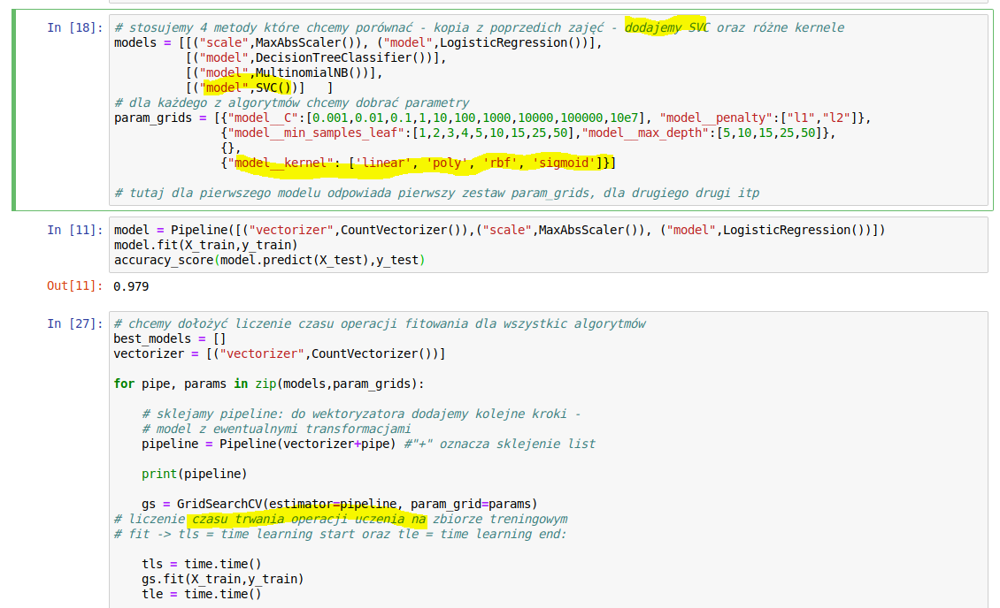 In [18]: # stosujemy 4 metody które chcemy porównać - kopia z poprzedich zajęć - dodajemy SVC oraz różne kernele
models = [[("scale",MaxAbsScaler()), ("model",LogisticRegression())],
[("model",DecisionTreeClassifier())],
[("model",MultinomialNB())],
[("model",SVC())] ]
# dla każdego z algorytmów chcemy dobrać parametry
param_grids = [{"model__C":[0.001,0.01,0.1,1,10,100,1000,10000,100000,10e7], "model__penalty":["l1","l2"]},
{"model__min_samples_leaf":[1,2,3,4,5,10,15,25,50],"model__max_depth":[5,10,15,25,50]},
{},
{"model__kernel": ['linear', 'poly', 'rbf', 'sigmoid']}]
# tutaj dla pierwszego modelu odpowiada pierwszy zestaw param_grids, dla drugiego drugi itp
In [11]: model = Pipeline([("vectorizer",CountVectorizer()),("scale",MaxAbsScaler()), ("model",LogisticRegression())])
model.fit(X_train,y_train)
accuracy_score(model.predict(X_test),y_test)
Out[11]: 0.979
In [27]: # chcemy dołożyć liczenie czasu operacji fitowania dla wszystkic algorytmów
best_models = []
vectorizer = [("vectorizer",CountVectorizer())]
for pipe, params in zip(models,param_grids):
# sklejamy pipeline: do wektoryzatora dodajemy kolejne kroki -
# model z ewentualnymi transformacjami
pipeline = Pipeline(vectorizer+pipe) #"+" oznacza sklejenie list
print(pipeline)
gs = GridSearchCV(estimator=pipeline, param_grid=params)
# liczenie czasu trwania operacji uczenia na zbiorze treningowym
# fit -> tls = time learning start oraz tle = time learning end:
tls = time.time()
gs.fit(X_train,y_train)
tle = time.time()